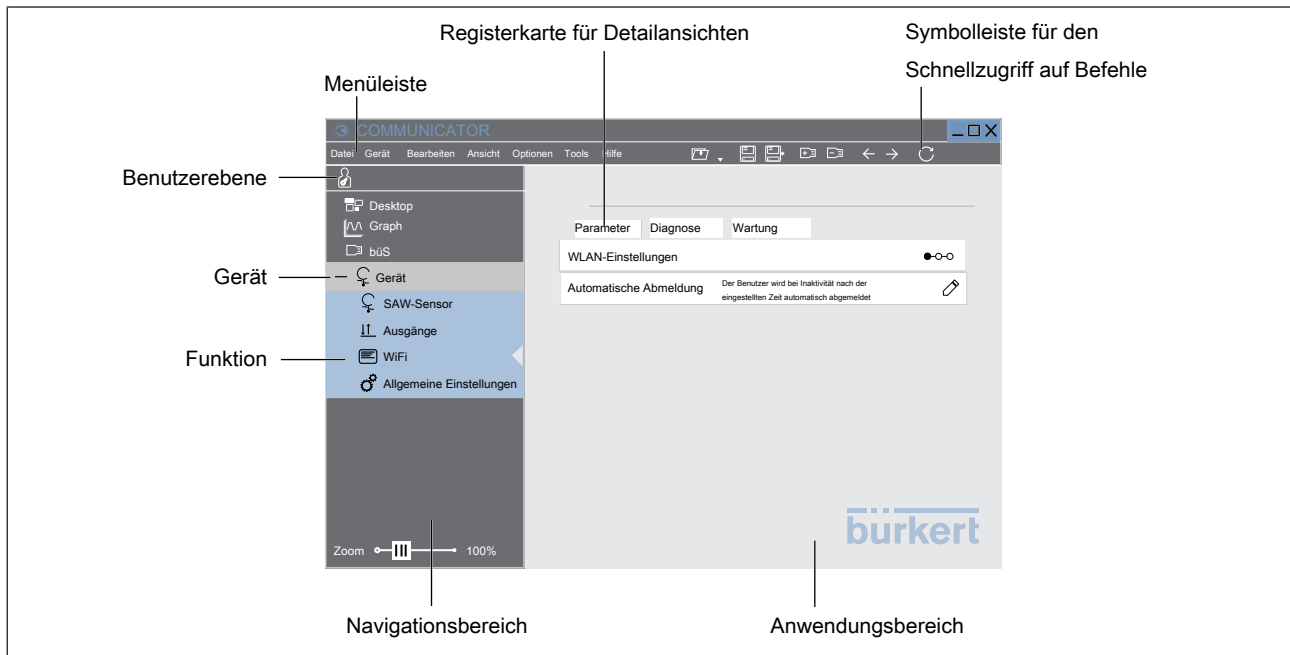 Registerkarte für Detailansichten
Symbolleiste für den
Schnellzugriff auf Befehle
Menüleiste
COMMUNICATOR
Datei Gerät Bearbeiten Ansicht Optionen Tools Hilfe
Benutzerebene
Desktop
Graph
büS
Parameter Diagnose Wartung
WLAN-Einstellungen
Gerät
Gerät
Automatische Abmeldung
Der Benutzer wird bei Inaktivität nach der
eingestellten Zeit automatisch abgemeldet
SAW-Sensor
Ausgänge
Funktion
WiFi
Allgemeine Einstellungen
bürkert
Zoom 100%
Navigationsbereich
Anwendungsbereich